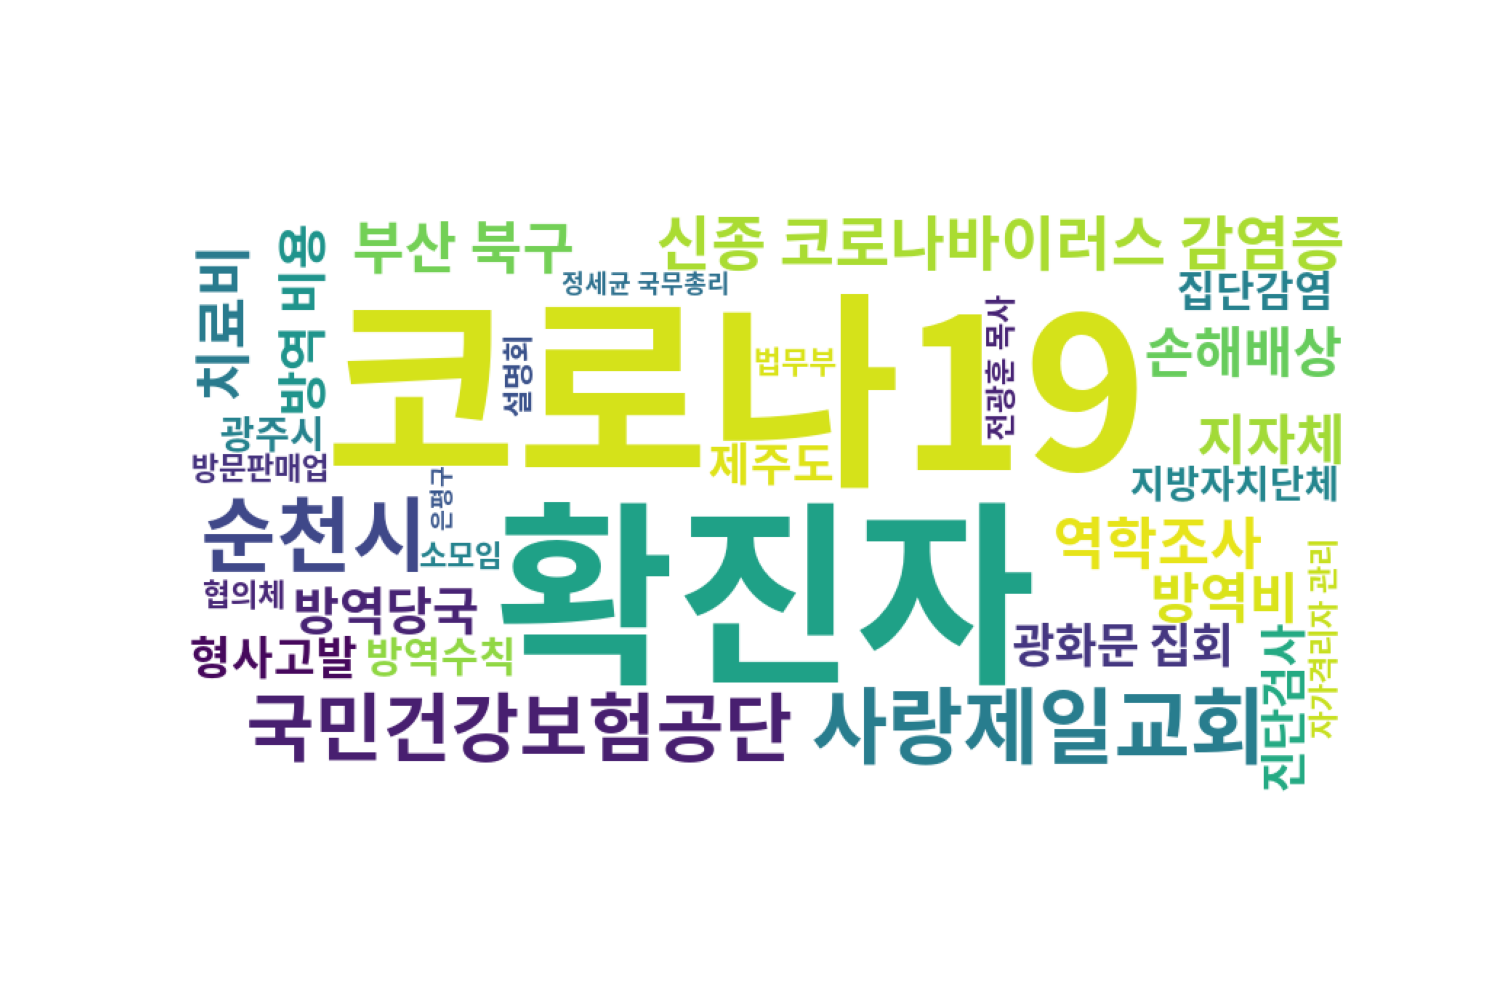 부산 북구
신종 코로나바이러스 감염증
치료비
방역 비용
정세균 국무총리
집단감염
코로나19
설명회
법무부
전광훈 목사
손해배상
광주시
제주도
지자체
방문판매업
은평구
지방자치단체
순천시
소모임
확진자
역학조사
협의체
방역당국
방역비
자가격리자 관리
형사고발
방역수칙
광화문 집회
진단검사
국민건강보험공단
사랑제일교회